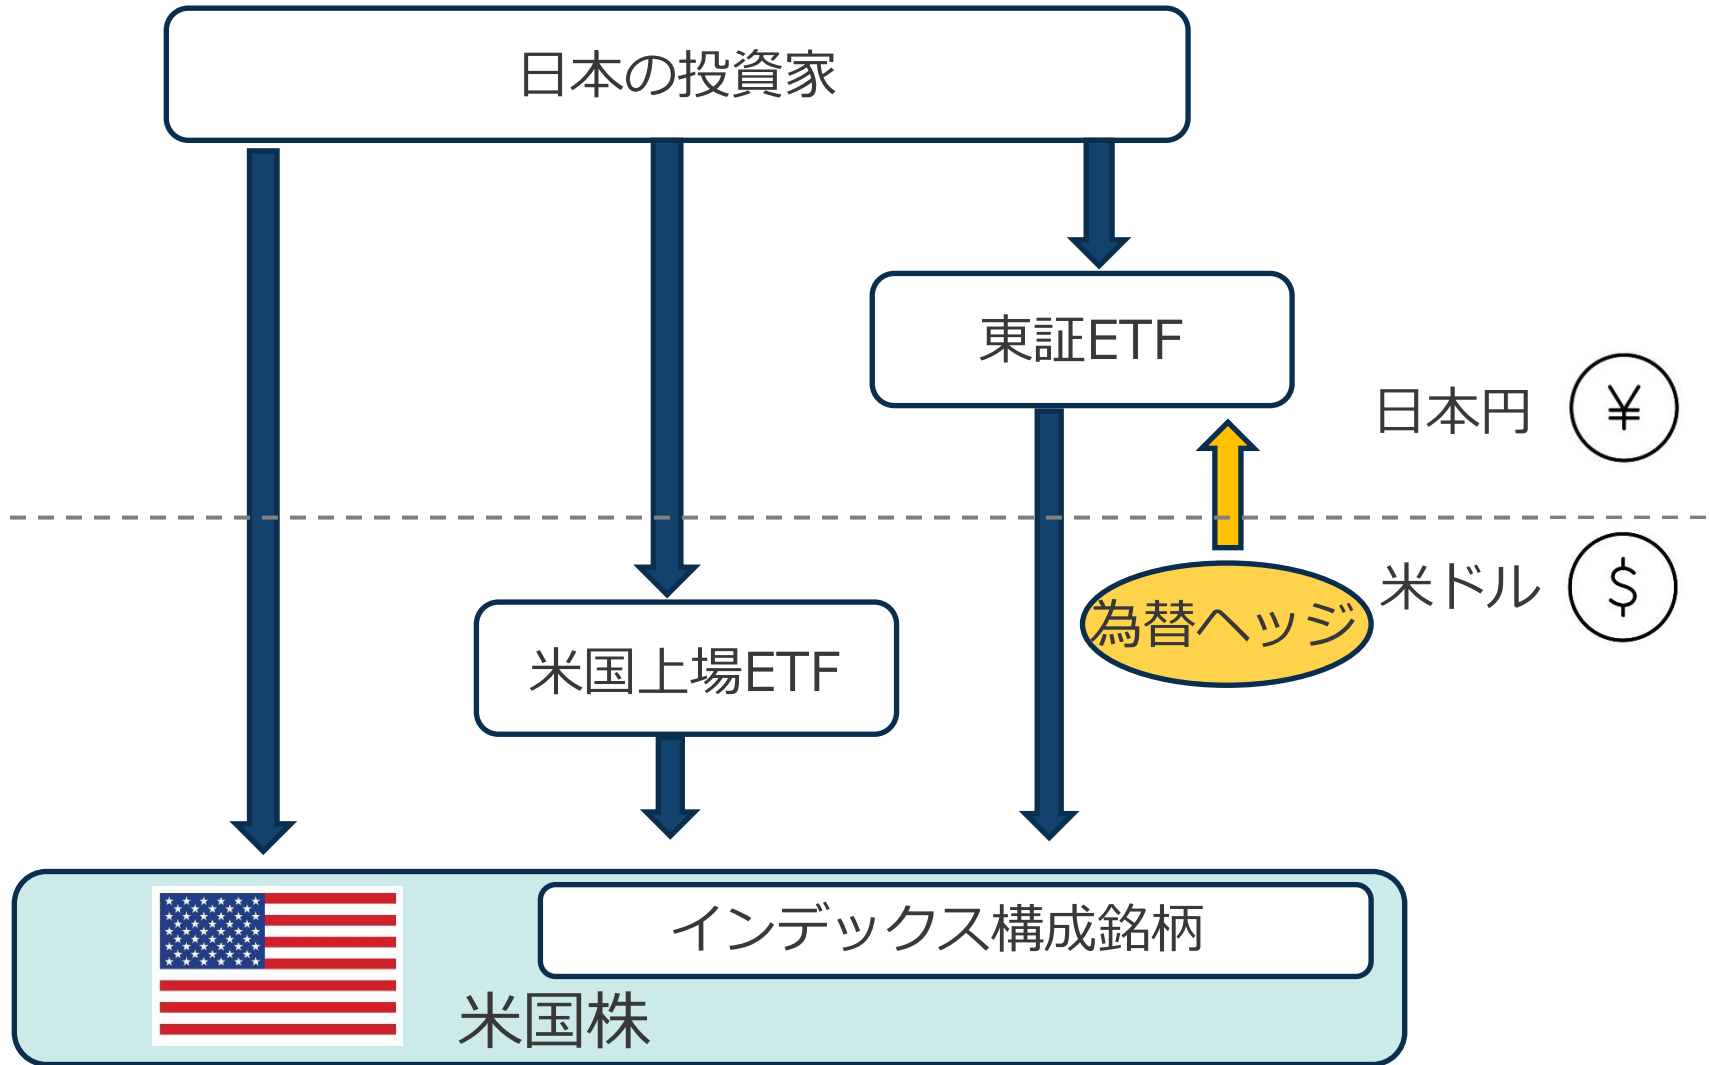 日本の投資家
東証ETF
日本円 ¥
米ドル $
為替ヘッジ
米国上場ETF
インデックス構成銘柄
米国株